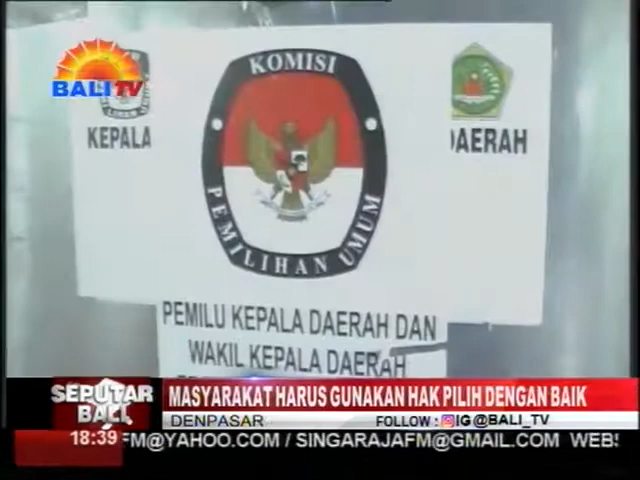 BALI TV
KEPALA
KOMISI
PEMILIHAN UMUM
DAERAH
PEMILU KEPALA DAERAH DAN
WAKIL KEPALA DAERAH
SEPUTAR
BALI
MASYARAKAT HARUS GUNAKAN HAK PILIH DENGAN BAIK
DENPASAR
FOLLOW : IG@BALI_TV
18:39
FM@YAHOO.COM / SINGARAJAFM@GMAIL.COM WEBS